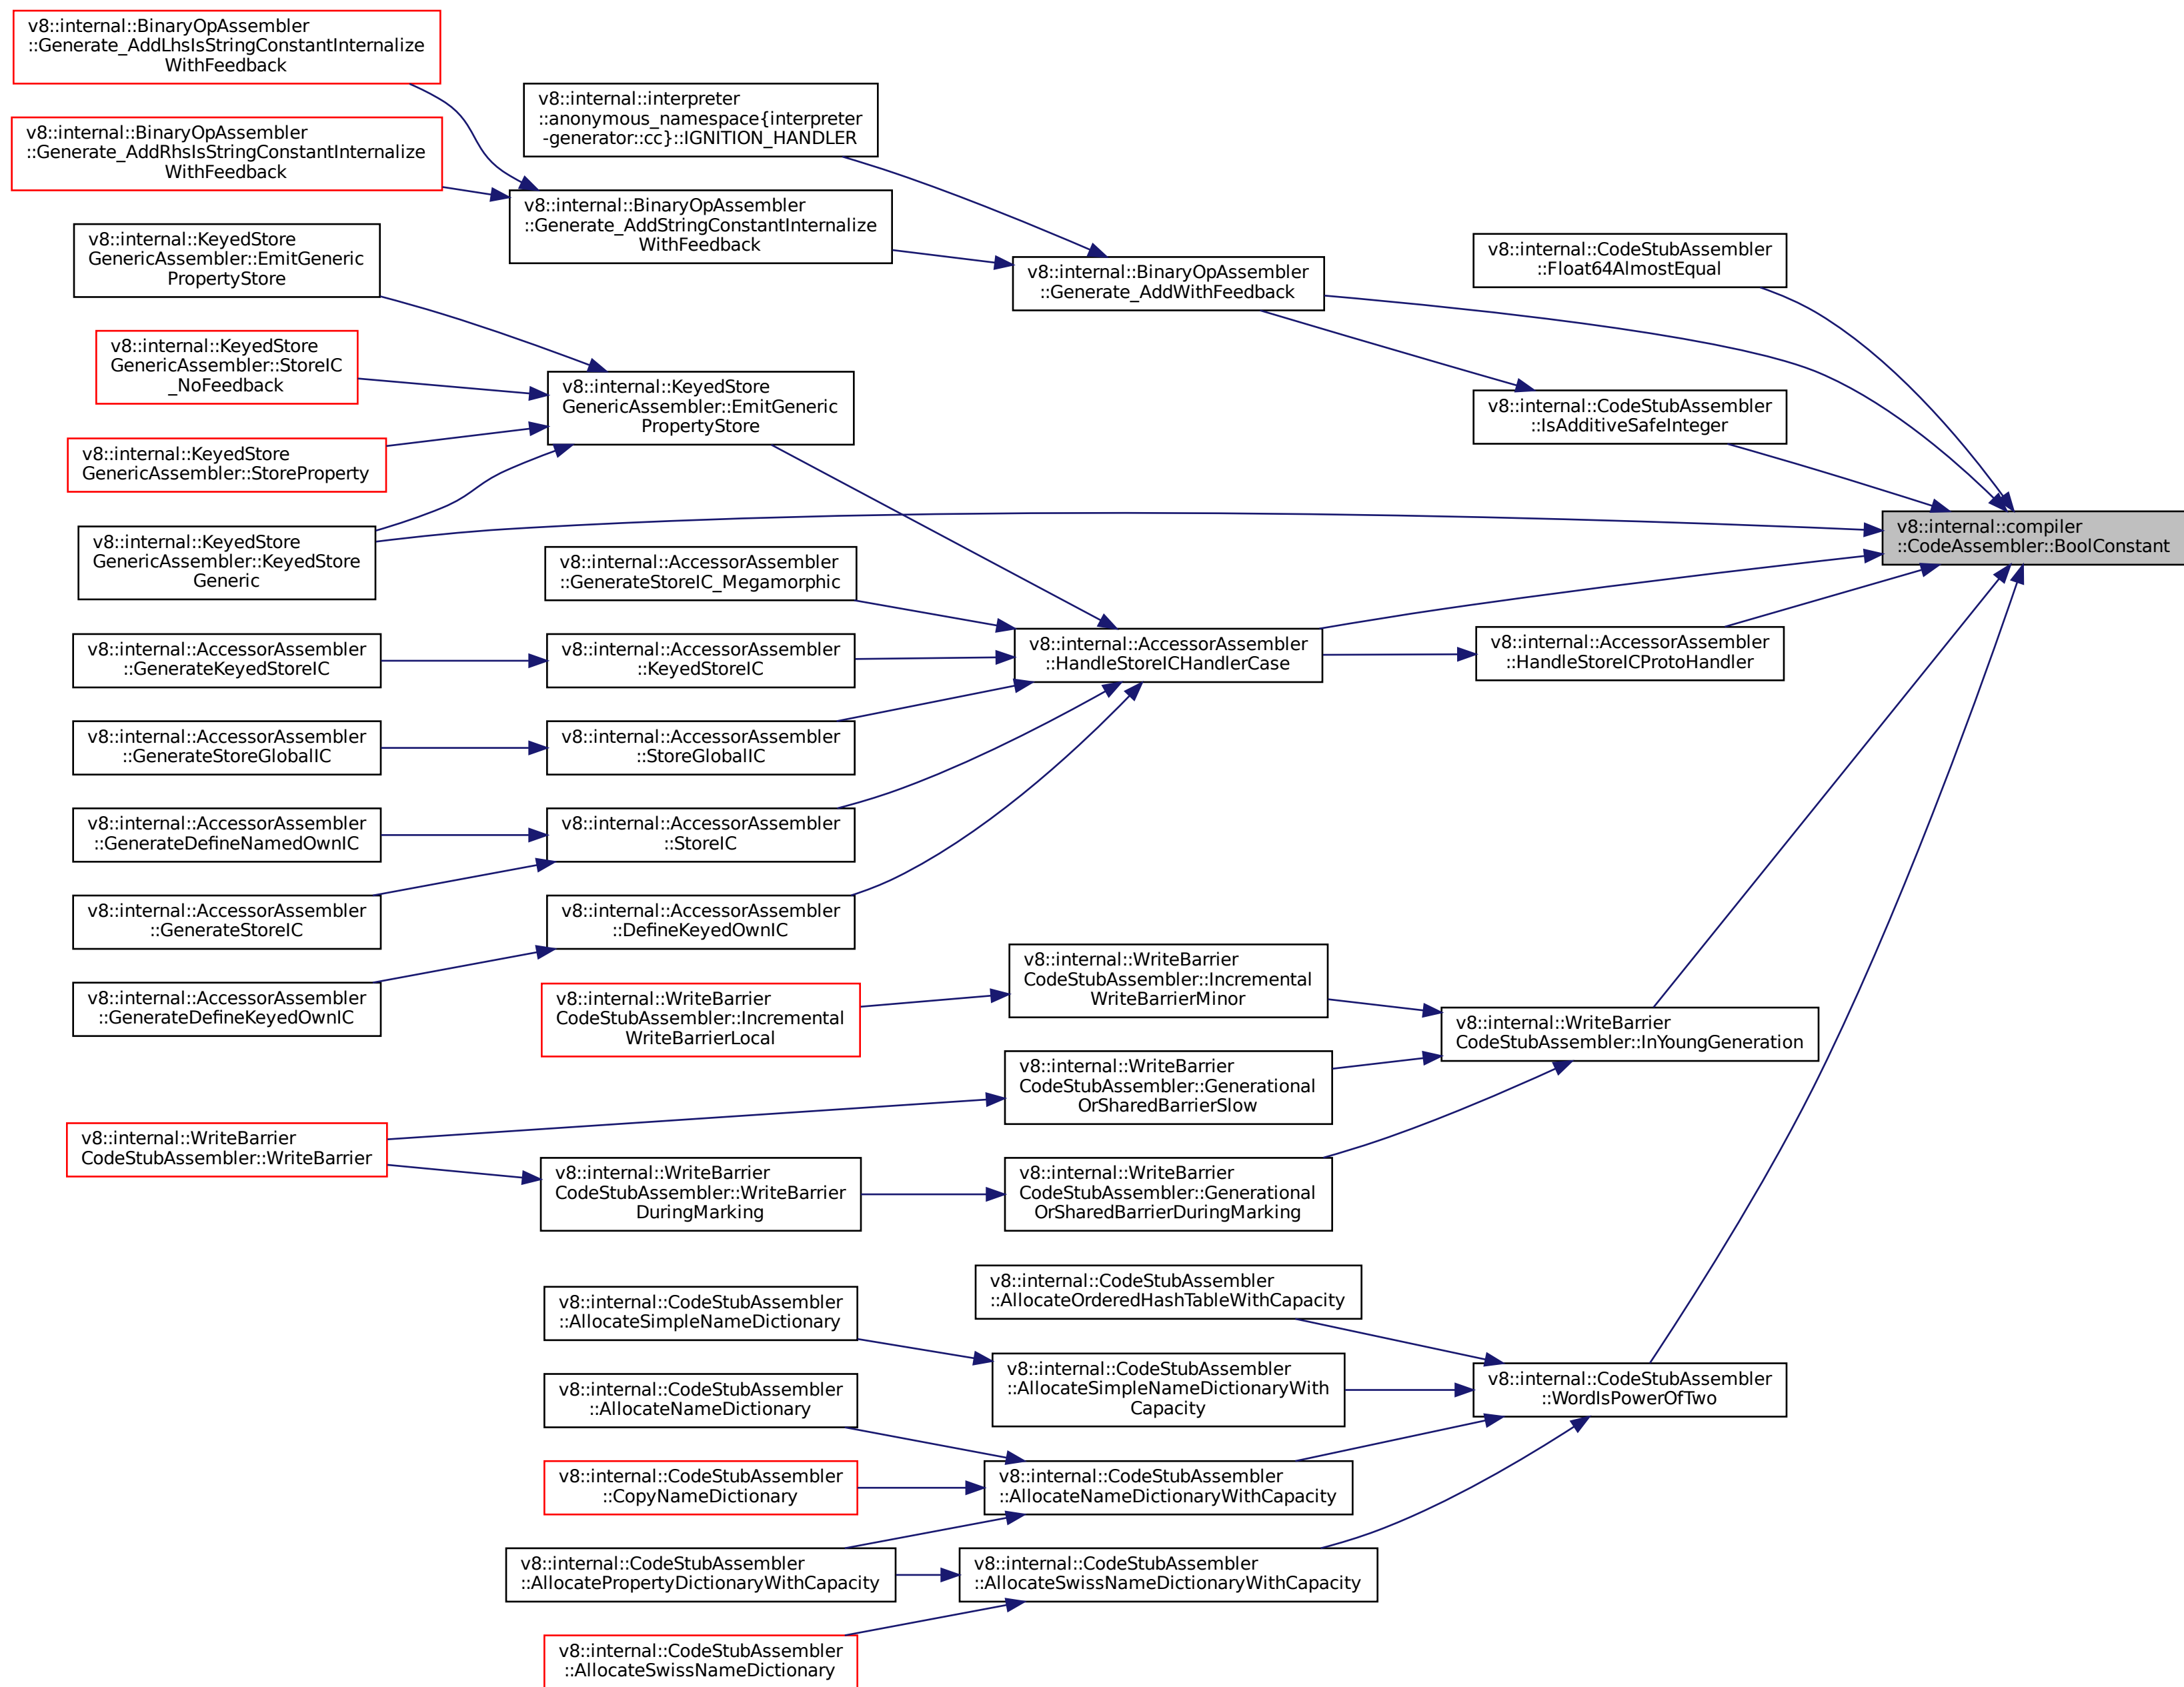 v8::internal::BinaryOpAssembler
::Generate_AddLhsIsStringConstantInternalize
WithFeedback
v8::internal::BinaryOpAssembler
::Generate_AddRhsIsStringConstantInternalize
WithFeedback
v8::internal::KeyedStore
GenericAssembler::EmitGeneric
PropertyStore
v8::internal::KeyedStore
GenericAssembler::StoreIC
_NoFeedback
v8::internal::KeyedStore
GenericAssembler::StoreProperty
v8::internal::KeyedStore
GenericAssembler::KeyedStore
Generic
v8::internal::AccessorAssembler
::GenerateKeyedStoreIC
v8::internal::AccessorAssembler
::GenerateStoreGlobalIC
v8::internal::AccessorAssembler
::GenerateDefineNamedOwnIC
v8::internal::AccessorAssembler
::GenerateStoreIC
v8::internal::AccessorAssembler
::GenerateDefineKeyedOwnIC
v8::internal::WriteBarrier
CodeStubAssembler::WriteBarrier
v8::internal::interpreter
::anonymous_namespace{interpreter
-generator::cc}::IGNITION_HANDLER
v8::internal::BinaryOpAssembler
::Generate_AddStringConstantInternalize
WithFeedback
v8::internal::KeyedStore
GenericAssembler::EmitGeneric
PropertyStore
v8::internal::AccessorAssembler
::GenerateStoreIC_Megamorphic
v8::internal::AccessorAssembler
::KeyedStoreIC
v8::internal::AccessorAssembler
::StoreGlobalIC
v8::internal::AccessorAssembler
::StoreIC
v8::internal::AccessorAssembler
::DefineKeyedOwnIC
v8::internal::WriteBarrier
CodeStubAssembler::Incremental
WriteBarrierLocal
v8::internal::WriteBarrier
CodeStubAssembler::WriteBarrier
DuringMarking
v8::internal::CodeStubAssembler
::AllocateSimpleNameDictionary
v8::internal::CodeStubAssembler
::AllocateNameDictionary
v8::internal::CodeStubAssembler
::CopyNameDictionary
v8::internal::CodeStubAssembler
::AllocatePropertyDictionaryWithCapacity
v8::internal::CodeStubAssembler
::AllocateSwissNameDictionary
v8::internal::BinaryOpAssembler
::Generate_AddWithFeedback
v8::internal::AccessorAssembler
::HandleStoreICHandlerCase
v8::internal::WriteBarrier
CodeStubAssembler::Incremental
WriteBarrierMinor
v8::internal::WriteBarrier
CodeStubAssembler::Generational
OrSharedBarrierSlow
v8::internal::WriteBarrier
CodeStubAssembler::Generational
OrSharedBarrierDuringMarking
v8::internal::CodeStubAssembler
::AllocateOrderedHashTableWithCapacity
v8::internal::CodeStubAssembler
::AllocateSimpleNameDictionaryWith
Capacity
v8::internal::CodeStubAssembler
::AllocateNameDictionaryWithCapacity
v8::internal::CodeStubAssembler
::AllocateSwissNameDictionaryWithCapacity
v8::internal::CodeStubAssembler
::Float64AlmostEqual
v8::internal::CodeStubAssembler
::IsAdditiveSafeInteger
v8::internal::AccessorAssembler
::HandleStoreICProtoHandler
v8::internal::WriteBarrier
CodeStubAssembler::InYoungGeneration
v8::internal::CodeStubAssembler
::WordIsPowerOfTwo
v8::internal::compiler
::CodeAssembler::BoolConstant